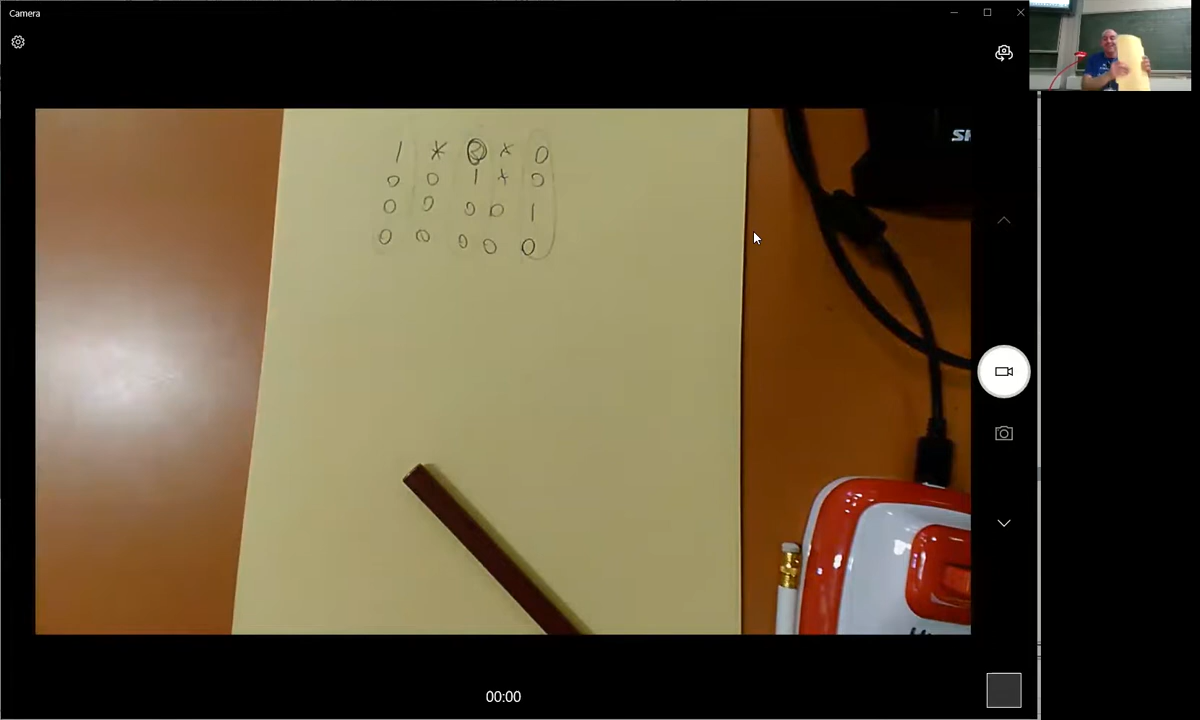 Camera
1 * 0 * 0
0 0 1 * 0
0 0 0 0 1
0 0 0 0 0
00:00